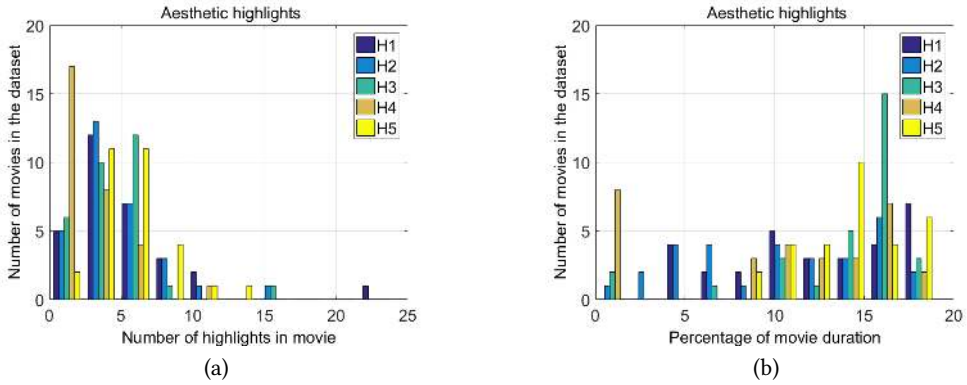 Aesthetic highlights
20
15
10
5
0
Number of movies in the dataset
H1
H2
H3
H4
H5
0 5 10 15 20 25
Number of highlights in movie
(a)
Aesthetic highlights
20
15
10
5
0
Number of movies in the dataset
H1
H2
H3
H4
H5
0 5 10 15 20
Percentage of movie duration
(b)